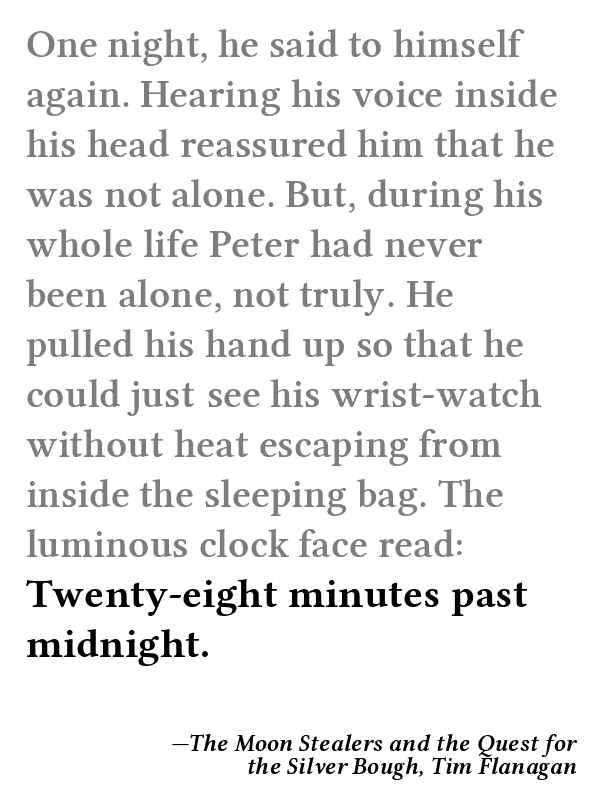 One night, he said to himself
again. Hearing his voice inside
his head reassured him that he
was not alone. But, during his
whole life Peter had never
been alone, not truly. He
pulled his hand up so that he
could just see his wrist-watch
without heat escaping from
inside the sleeping bag. The
luminous clock face read:
Twenty-eight minutes past
midnight.
—The Moon Stealers and the Quest for
the Silver Bough, Tim Flanagan